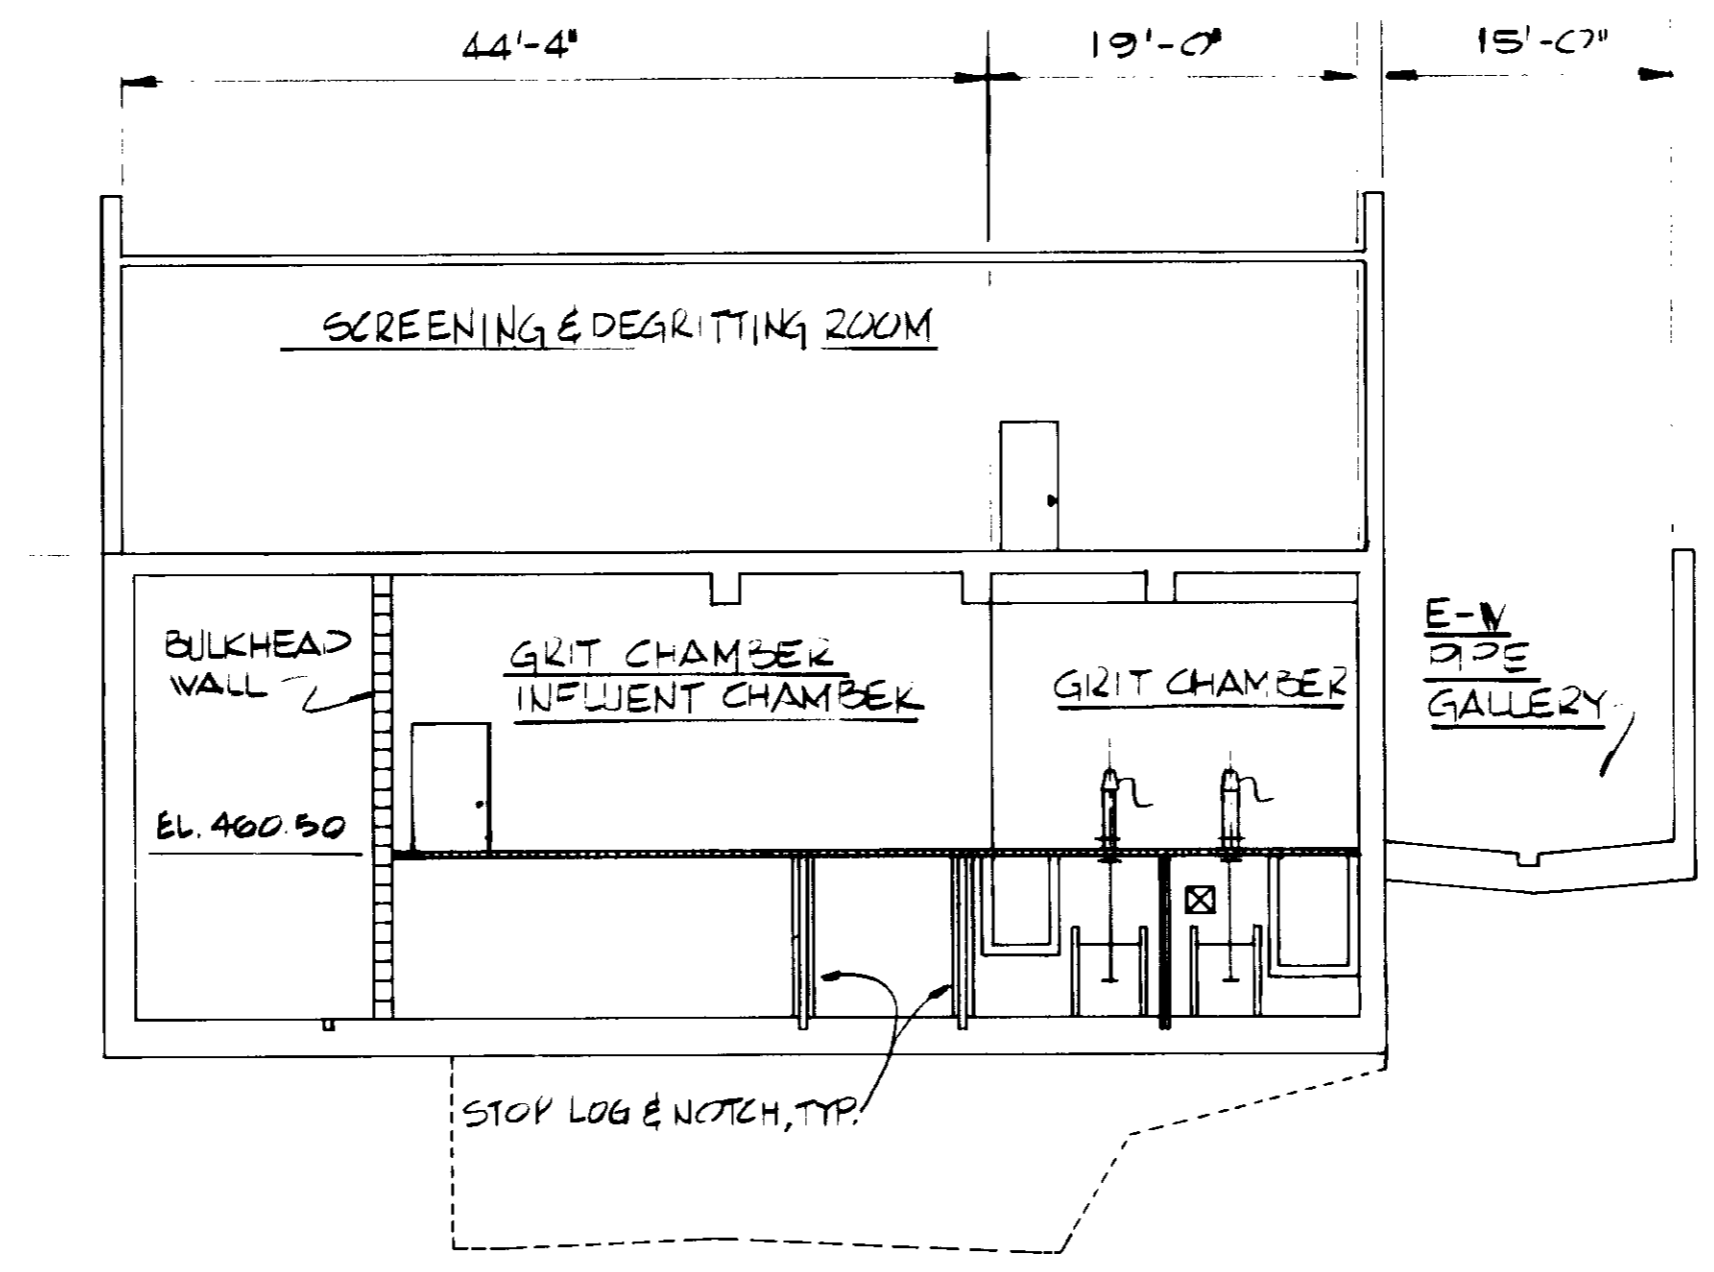 44'-4"
19'-0"
15'-0"
SCREENING & DEGRITTING ROOM
BULKHEAD
WALL
GRIT CHAMBER
INFLUENT CHAMBER
GRIT CHAMBER
E-W
PIPE
GALLERY
EL. 460.50
STOP LOG & NOTCH, TYP.